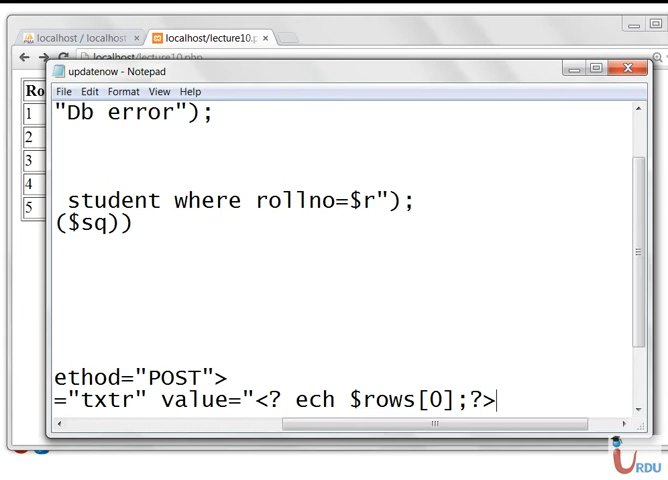 localhost / localhost
localhost/lecture10.p
localhost/lecture10.php
updatenow - Notepad
File Edit Format View Help
"Db error");
student where rollno=$r");
($sq))
ethod="POST">
="txtr" value="<? ech $rows[0];?>
Ro
1
2
3
4
5
URDU